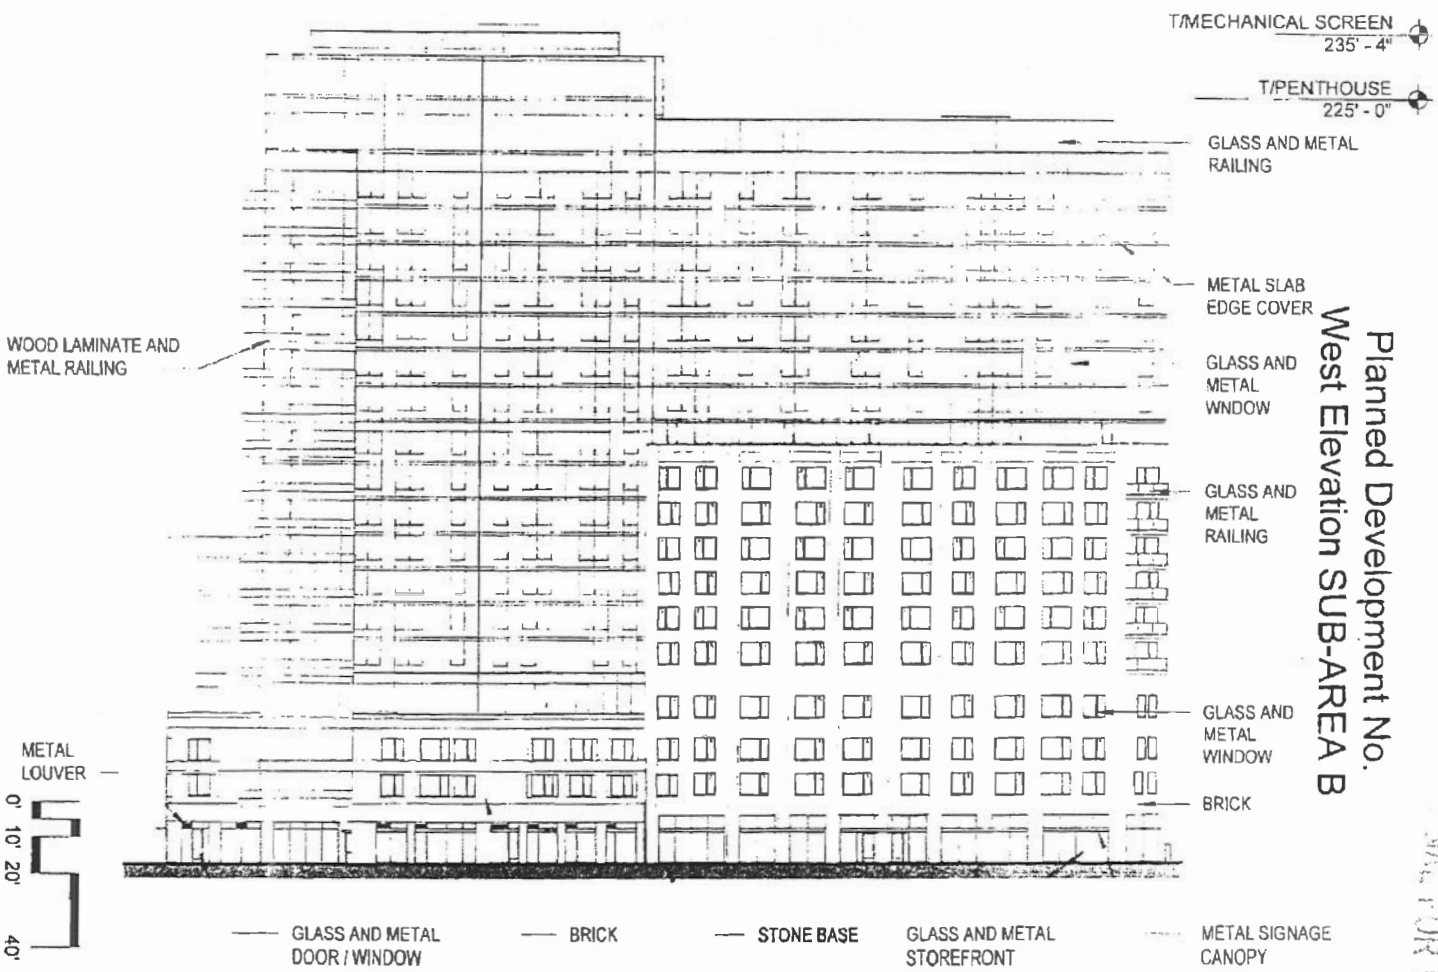 T/MECHANICAL SCREEN
235' - 4"
T/PENTHOUSE
225' - 0"
GLASS AND METAL
RAILING
METAL SLAB
EDGE COVER
WOOD LAMINATE AND
METAL RAILING
GLASS AND
METAL
WNDOW
GLASS AND
METAL
RAILING
GLASS AND
METAL
WINDOW
BRICK
METAL
LOUVER
0' 10' 20' 40'
GLASS AND METAL
DOOR / WINDOW
BRICK
STONE BASE
GLASS AND METAL
STOREFRONT
METAL SIGNAGE
CANOPY
Planned Development No.
West Elevation SUB-AREA B